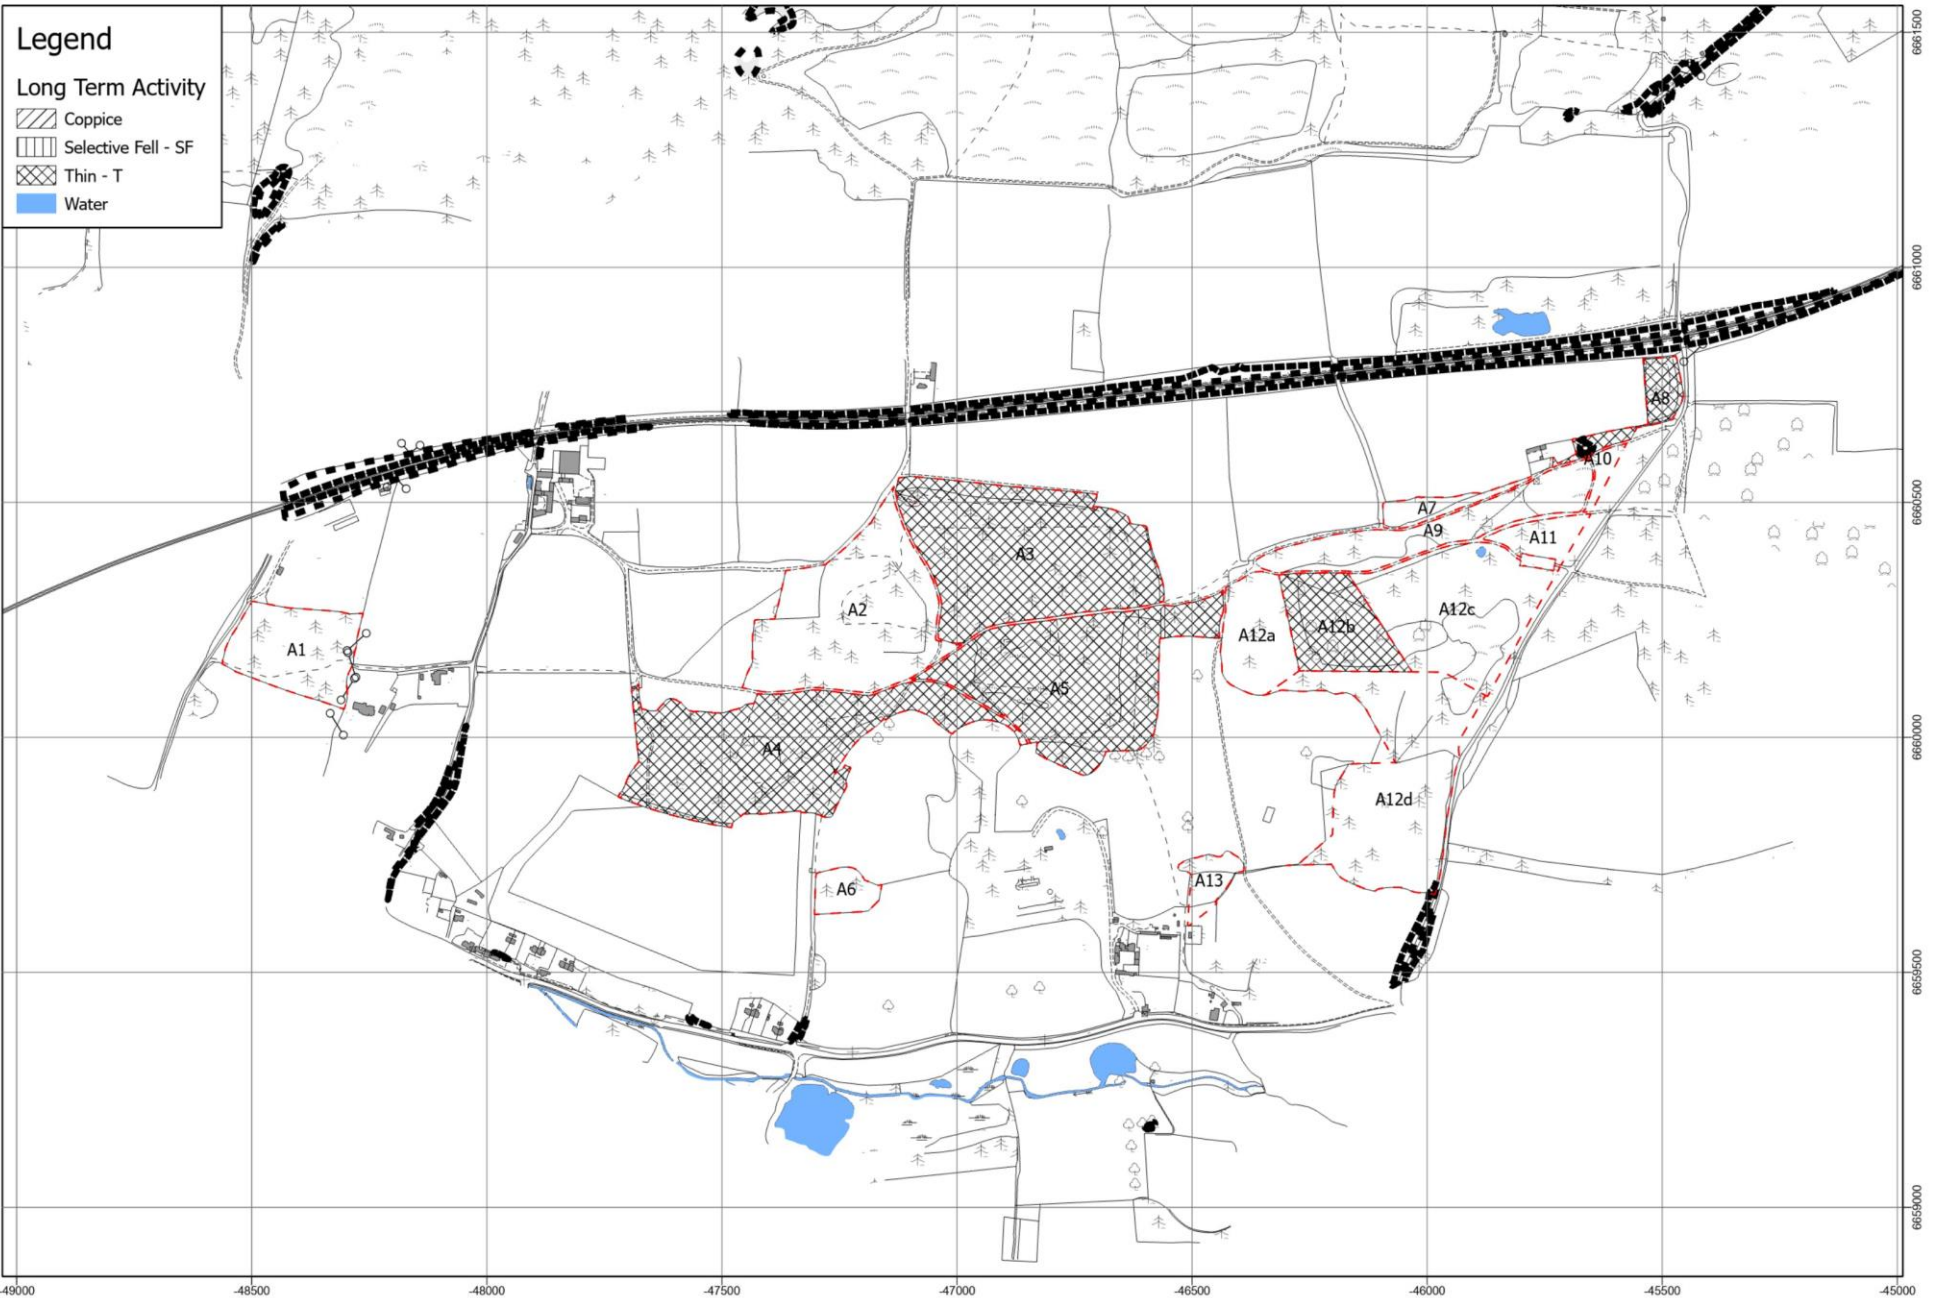 Legend
Long Term Activity
Coppice
Selective Fell - SF
Thin - T
Water
6661500
6661000
6660500
6660000
6659500
6659000
A8
A10
A7
A9
A11
A3
A2
A12c
A12b
A12a
A1
A5
A4
A12d
A13
A6
-49000
-48500
-48000
-47500
-47000
-46500
-46000
-45500
-45000